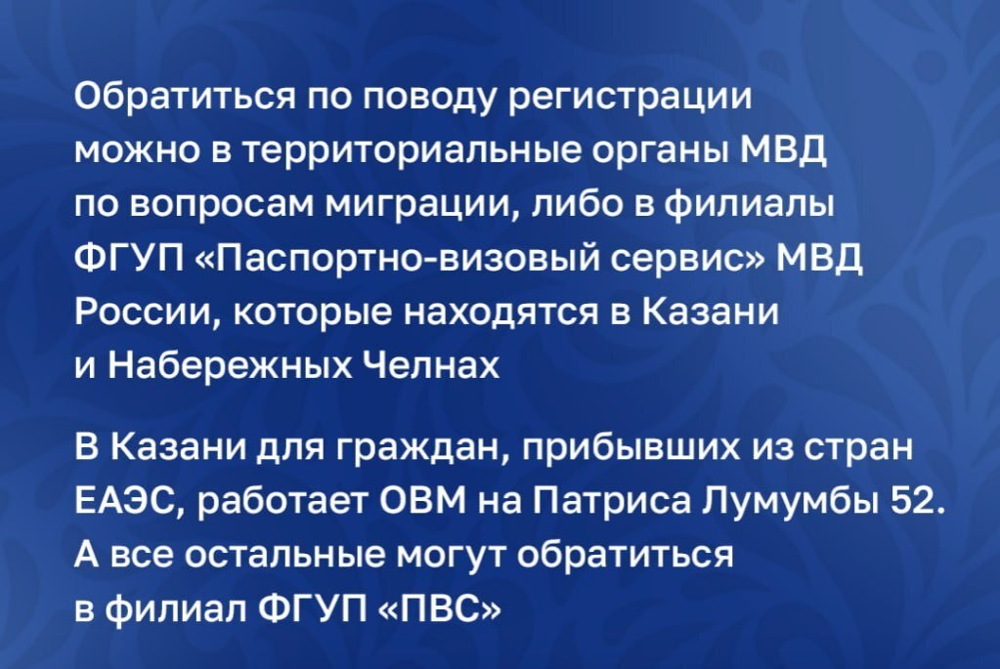 Обратиться по поводу регистрации
можно в территориальные органы МВД
по вопросам миграции, либо в филиалы
ФГУП «Паспортно-визовый сервис» МВД
России, которые находятся в Казани
и Набережных Челнах
В Казани для граждан, прибывших из стран
ЕАЭС, работает ОВМ на Патриса Лумумбы 52.
А все остальные могут обратиться
в филиал ФГУП «ПВС»